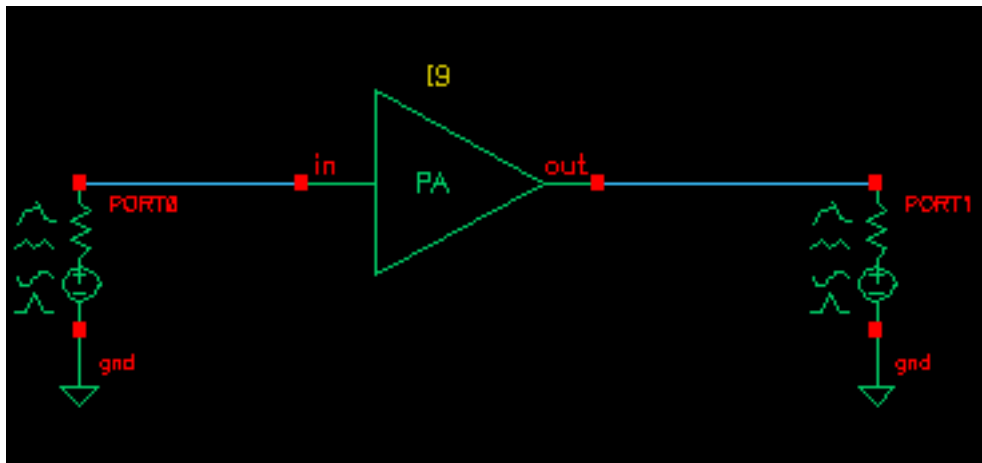 I9
in
PA
out
PORT0
PORT1
gnd
gnd